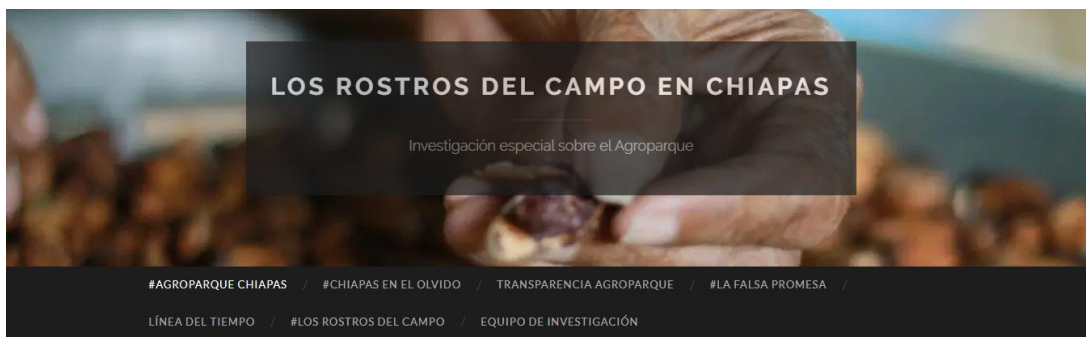 LOS ROSTROS DEL CAMPO EN CHIAPAS
Investigación especial sobre el Agroparque
#AGROPARQUE CHIAPAS / #CHIAPAS EN EL OLVIDO / TRANSPARENCIA AGROPARQUE / #LA FALSA PROMESA /
LÍNEA DEL TIEMPO / #LOS ROSTROS DEL CAMPO / EQUIPO DE INVESTIGACIÓN